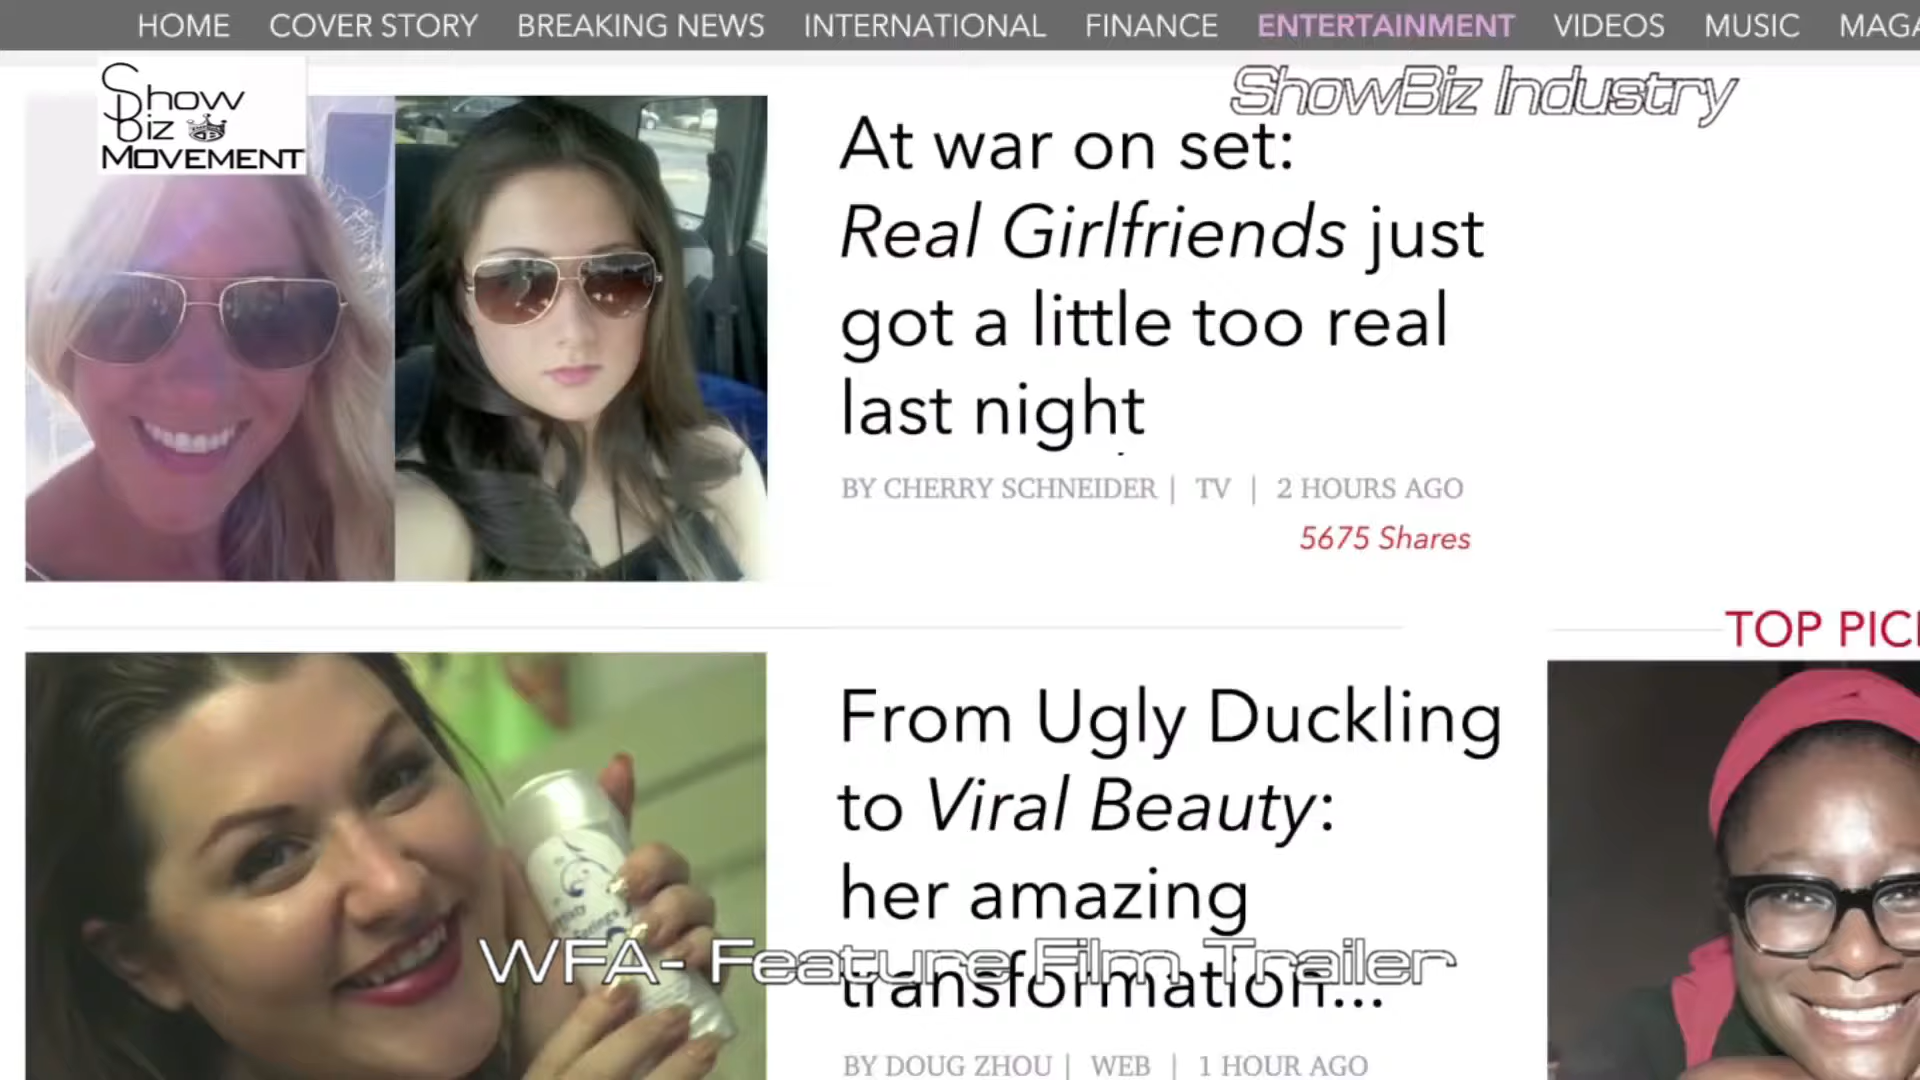 HOME COVER STORY BREAKING NEWS INTERNATIONAL FINANCE ENTERTAINMENT VIDEOS MUSIC MAGA
Show
Biz
MOVEMENT
ShowBiz Industry
At war on set:
Real Girlfriends just
got a little too real
last night
BY CHERRY SCHNEIDER | TV | 2 HOURS AGO
5675 Shares
TOP PIC
From Ugly Duckling
to Viral Beauty:
her amazing
transformation...
WFA- Feature Film Trailer
BY DOUG ZHOU | WEB | 1 HOUR AGO